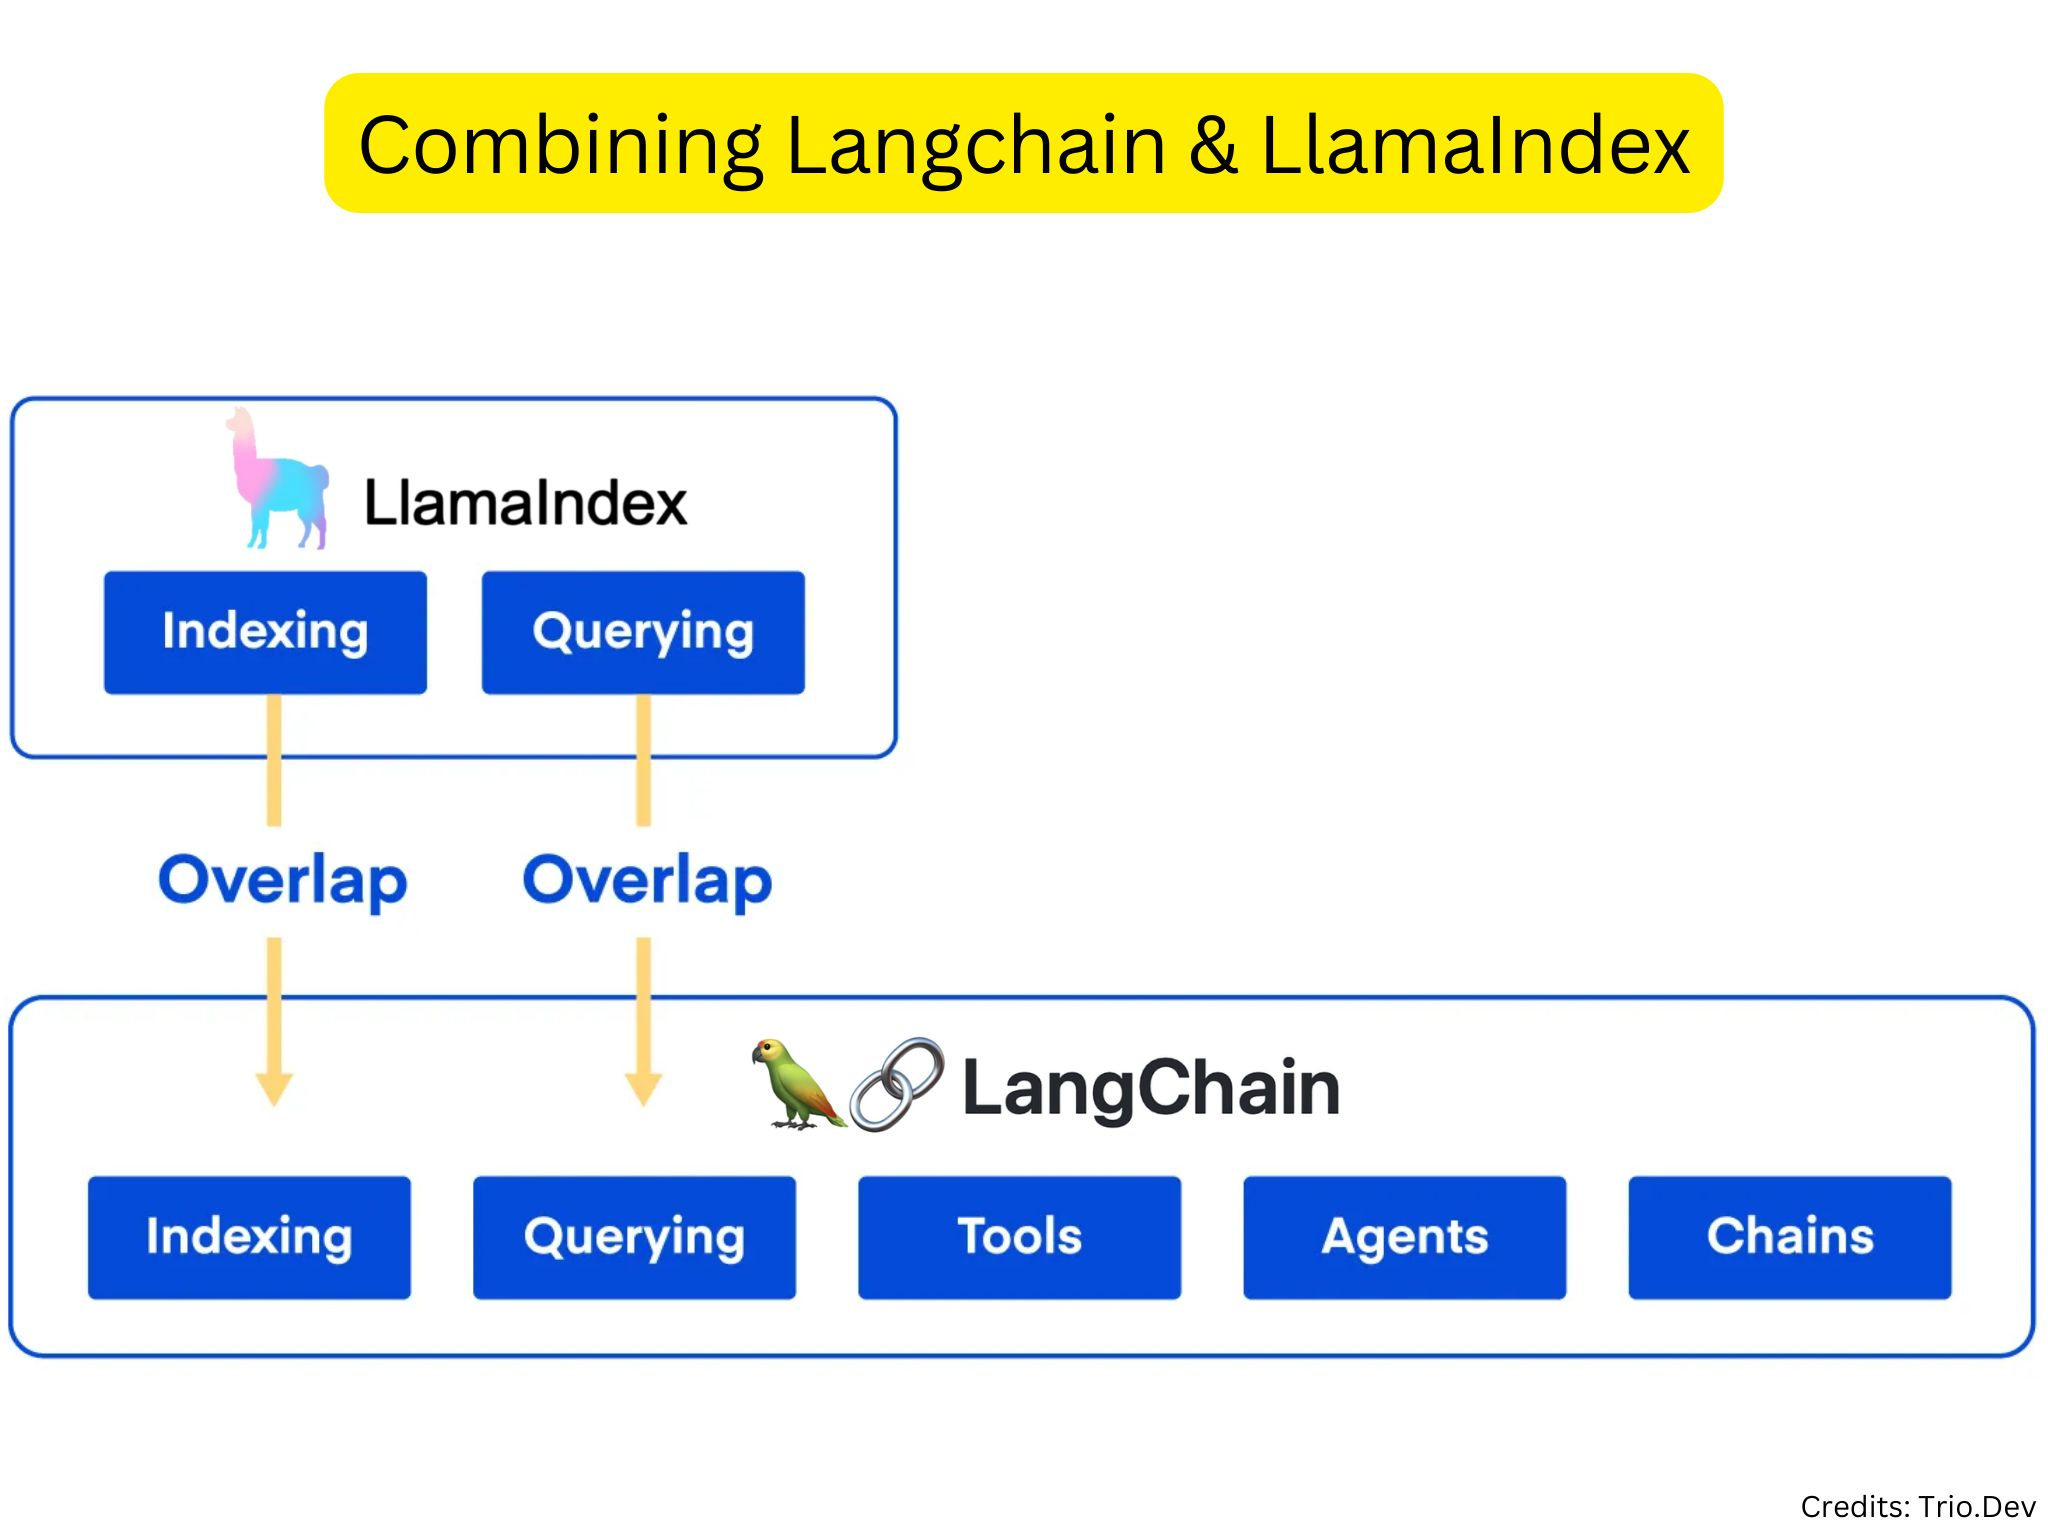 Combining Langchain & LlamaIndex
LlamaIndex
Indexing Querying
Overlap Overlap
LangChain
Indexing Querying Tools Agents Chains
Credits: Trio.Dev